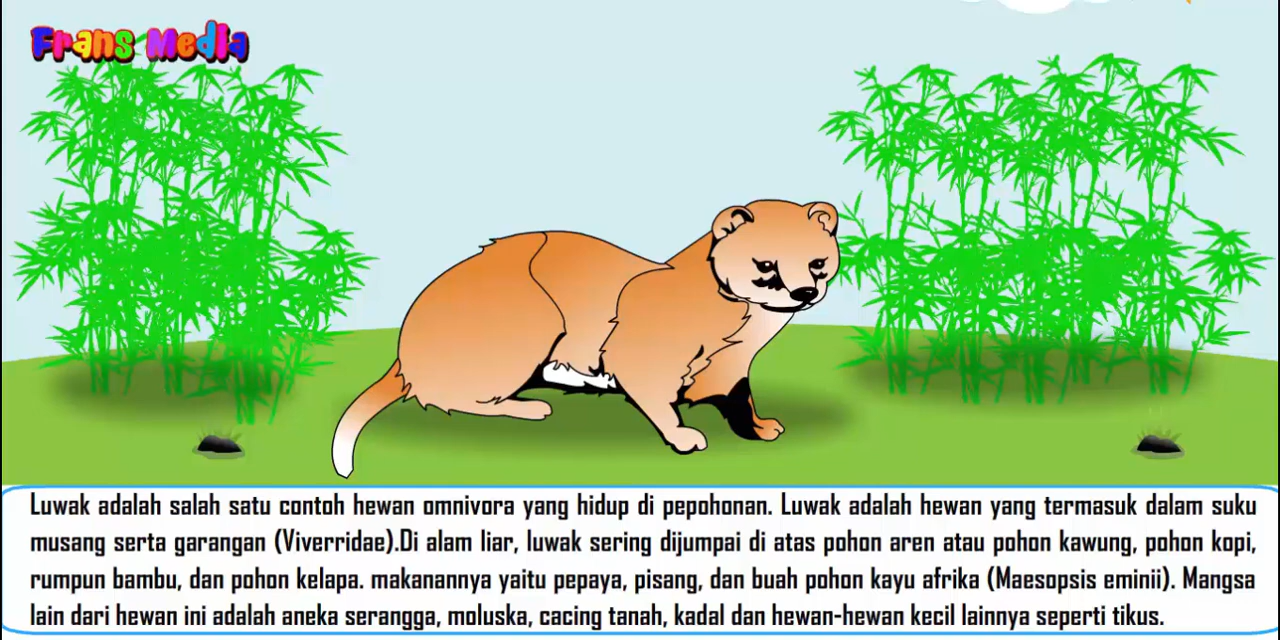 Frans Media
Luwak adalah salah satu contoh hewan omnivora yang hidup di pepohonan. Luwak adalah hewan yang termasuk dalam suku
musang serta garangan (Viverridae).Di alam liar, luwak sering dijumpai di atas pohon aren atau pohon kawung, pohon kopi,
rumpun bambu, dan pohon kelapa. makanannya yaitu pepaya, pisang, dan buah pohon kayu afrika (Maesopsis eminii). Mangsa
lain dari hewan ini adalah aneka serangga, moluska, cacing tanah, kadal dan hewan-hewan kecil lainnya seperti tikus.